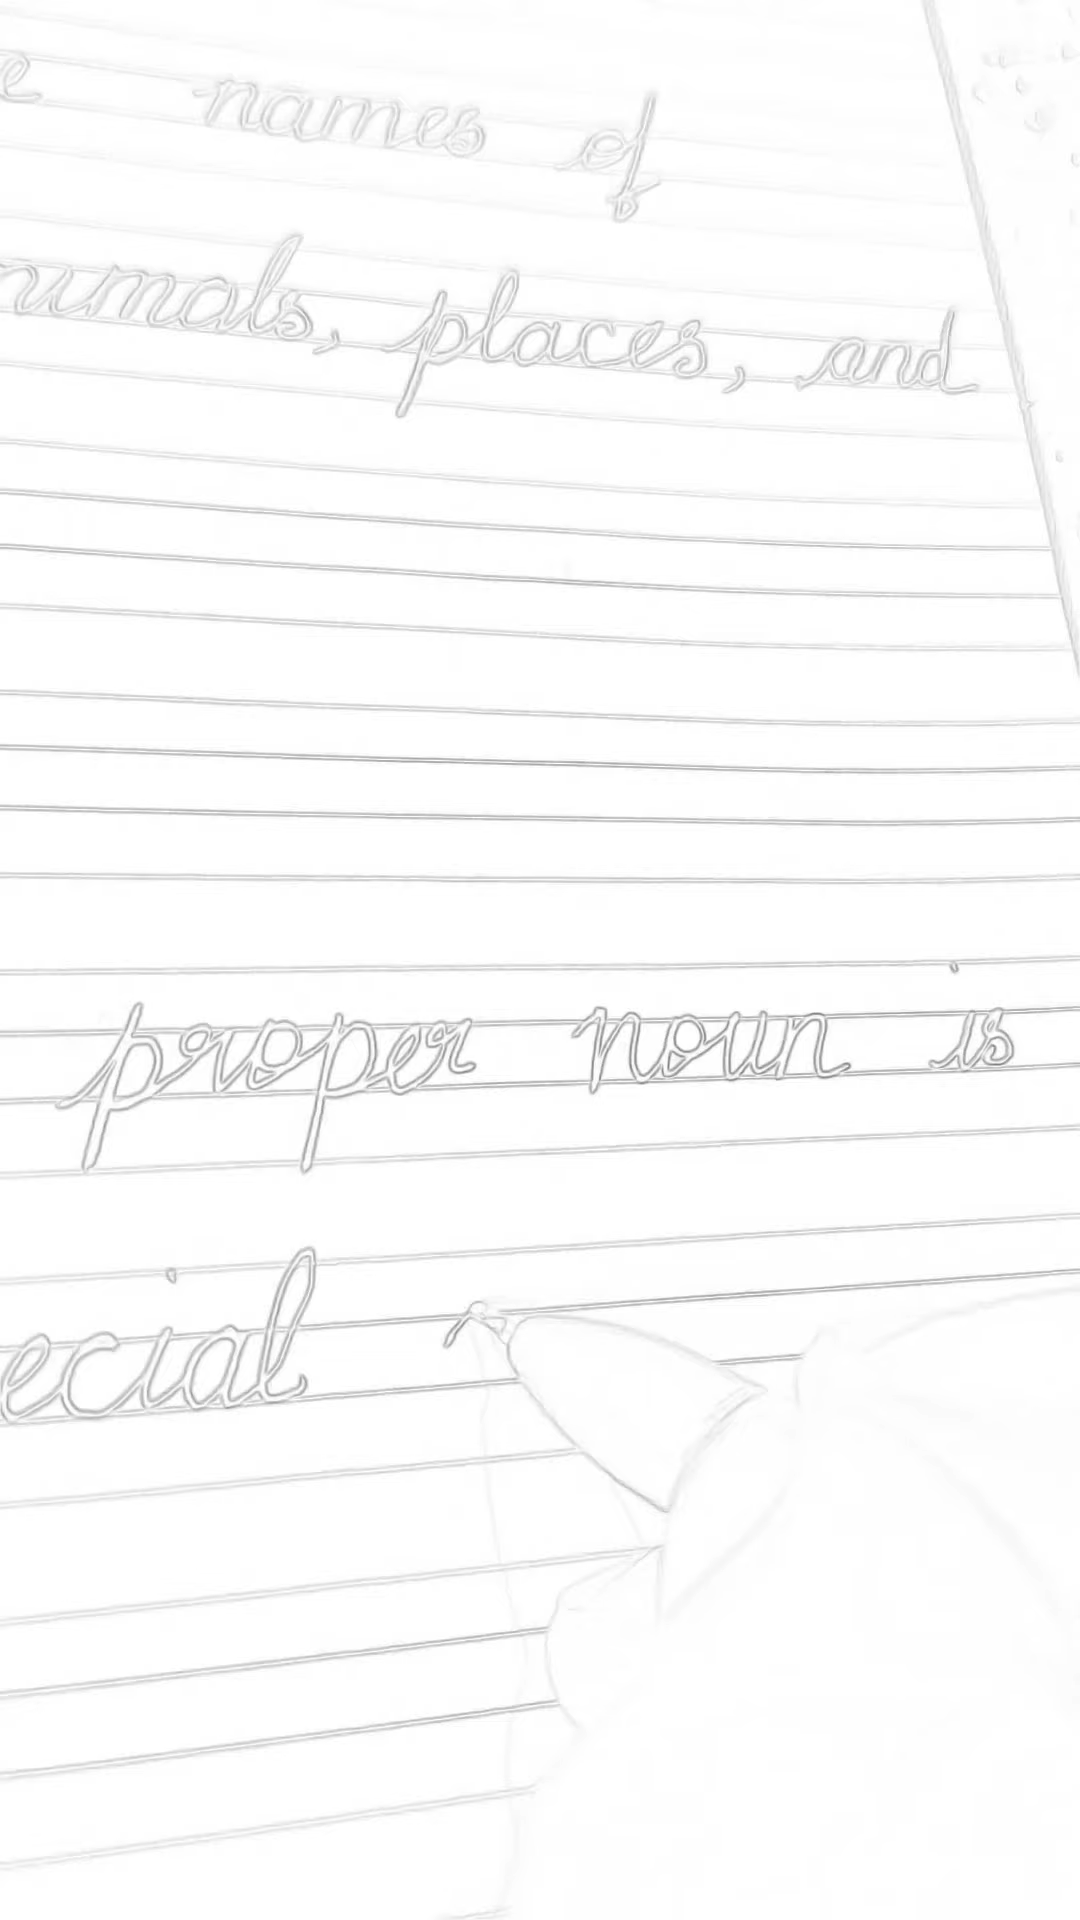 names of
nimals, places, and
proper noun is
ecial